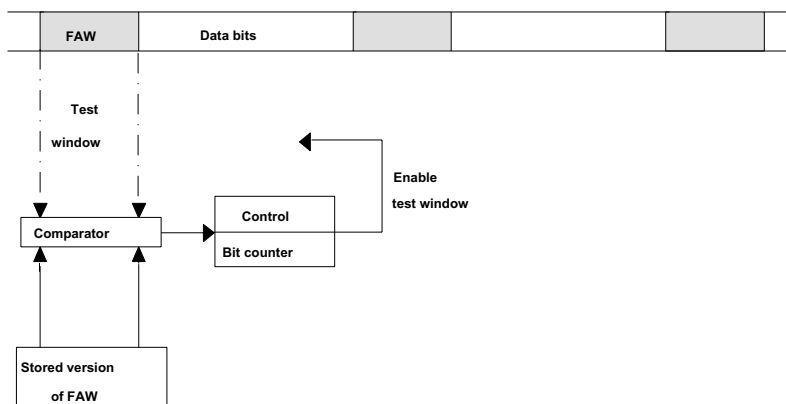 FAW
Data bits
Test
window
Enable
test window
Control
Comparator
Bit counter
Stored version
of FAW